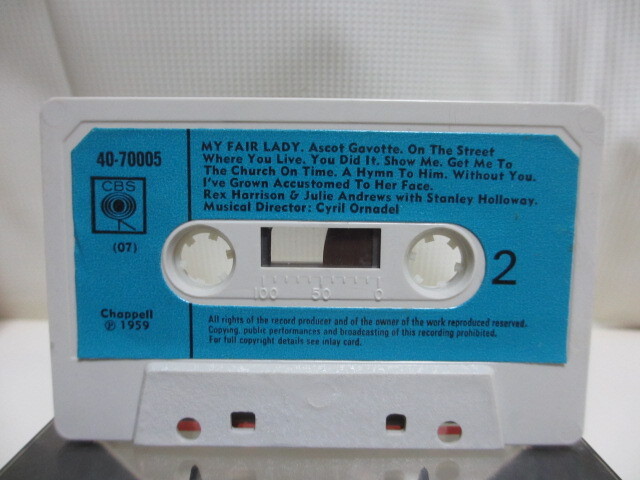 40-70005
CBS
(07)
Chappell
℗ 1959
MY FAIR LADY. Ascot Gavotte. On The Street
Where You Live. You Did It. Show Me. Get Me To
The Church On Time. A Hymn To Him. Without You.
I've Grown Accustomed To Her Face.
Rex Harrison & Julie Andrews with Stanley Holloway.
Musical Director: Cyril Ornadel
100 50 0
2
All rights of the record producer and of the owner of the work reproduced reserved.
Copying, public performances and broadcasting of this recording prohibited.
For full copyright details see inlay card.